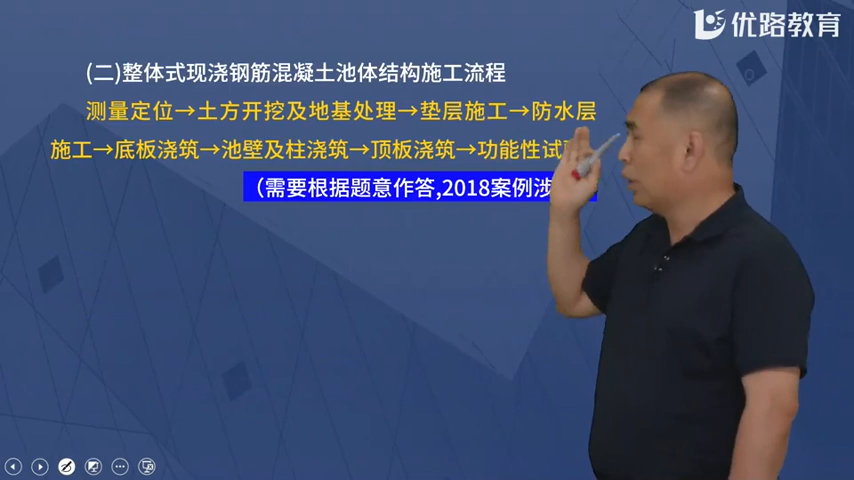 优路教育
(二)整体式现浇钢筋混凝土池体结构施工流程
测量定位→土方开挖及地基处理→垫层施工→防水层
施工→底板浇筑→池壁及柱浇筑→顶板浇筑→功能性试
（需要根据题意作答,2018案例涉